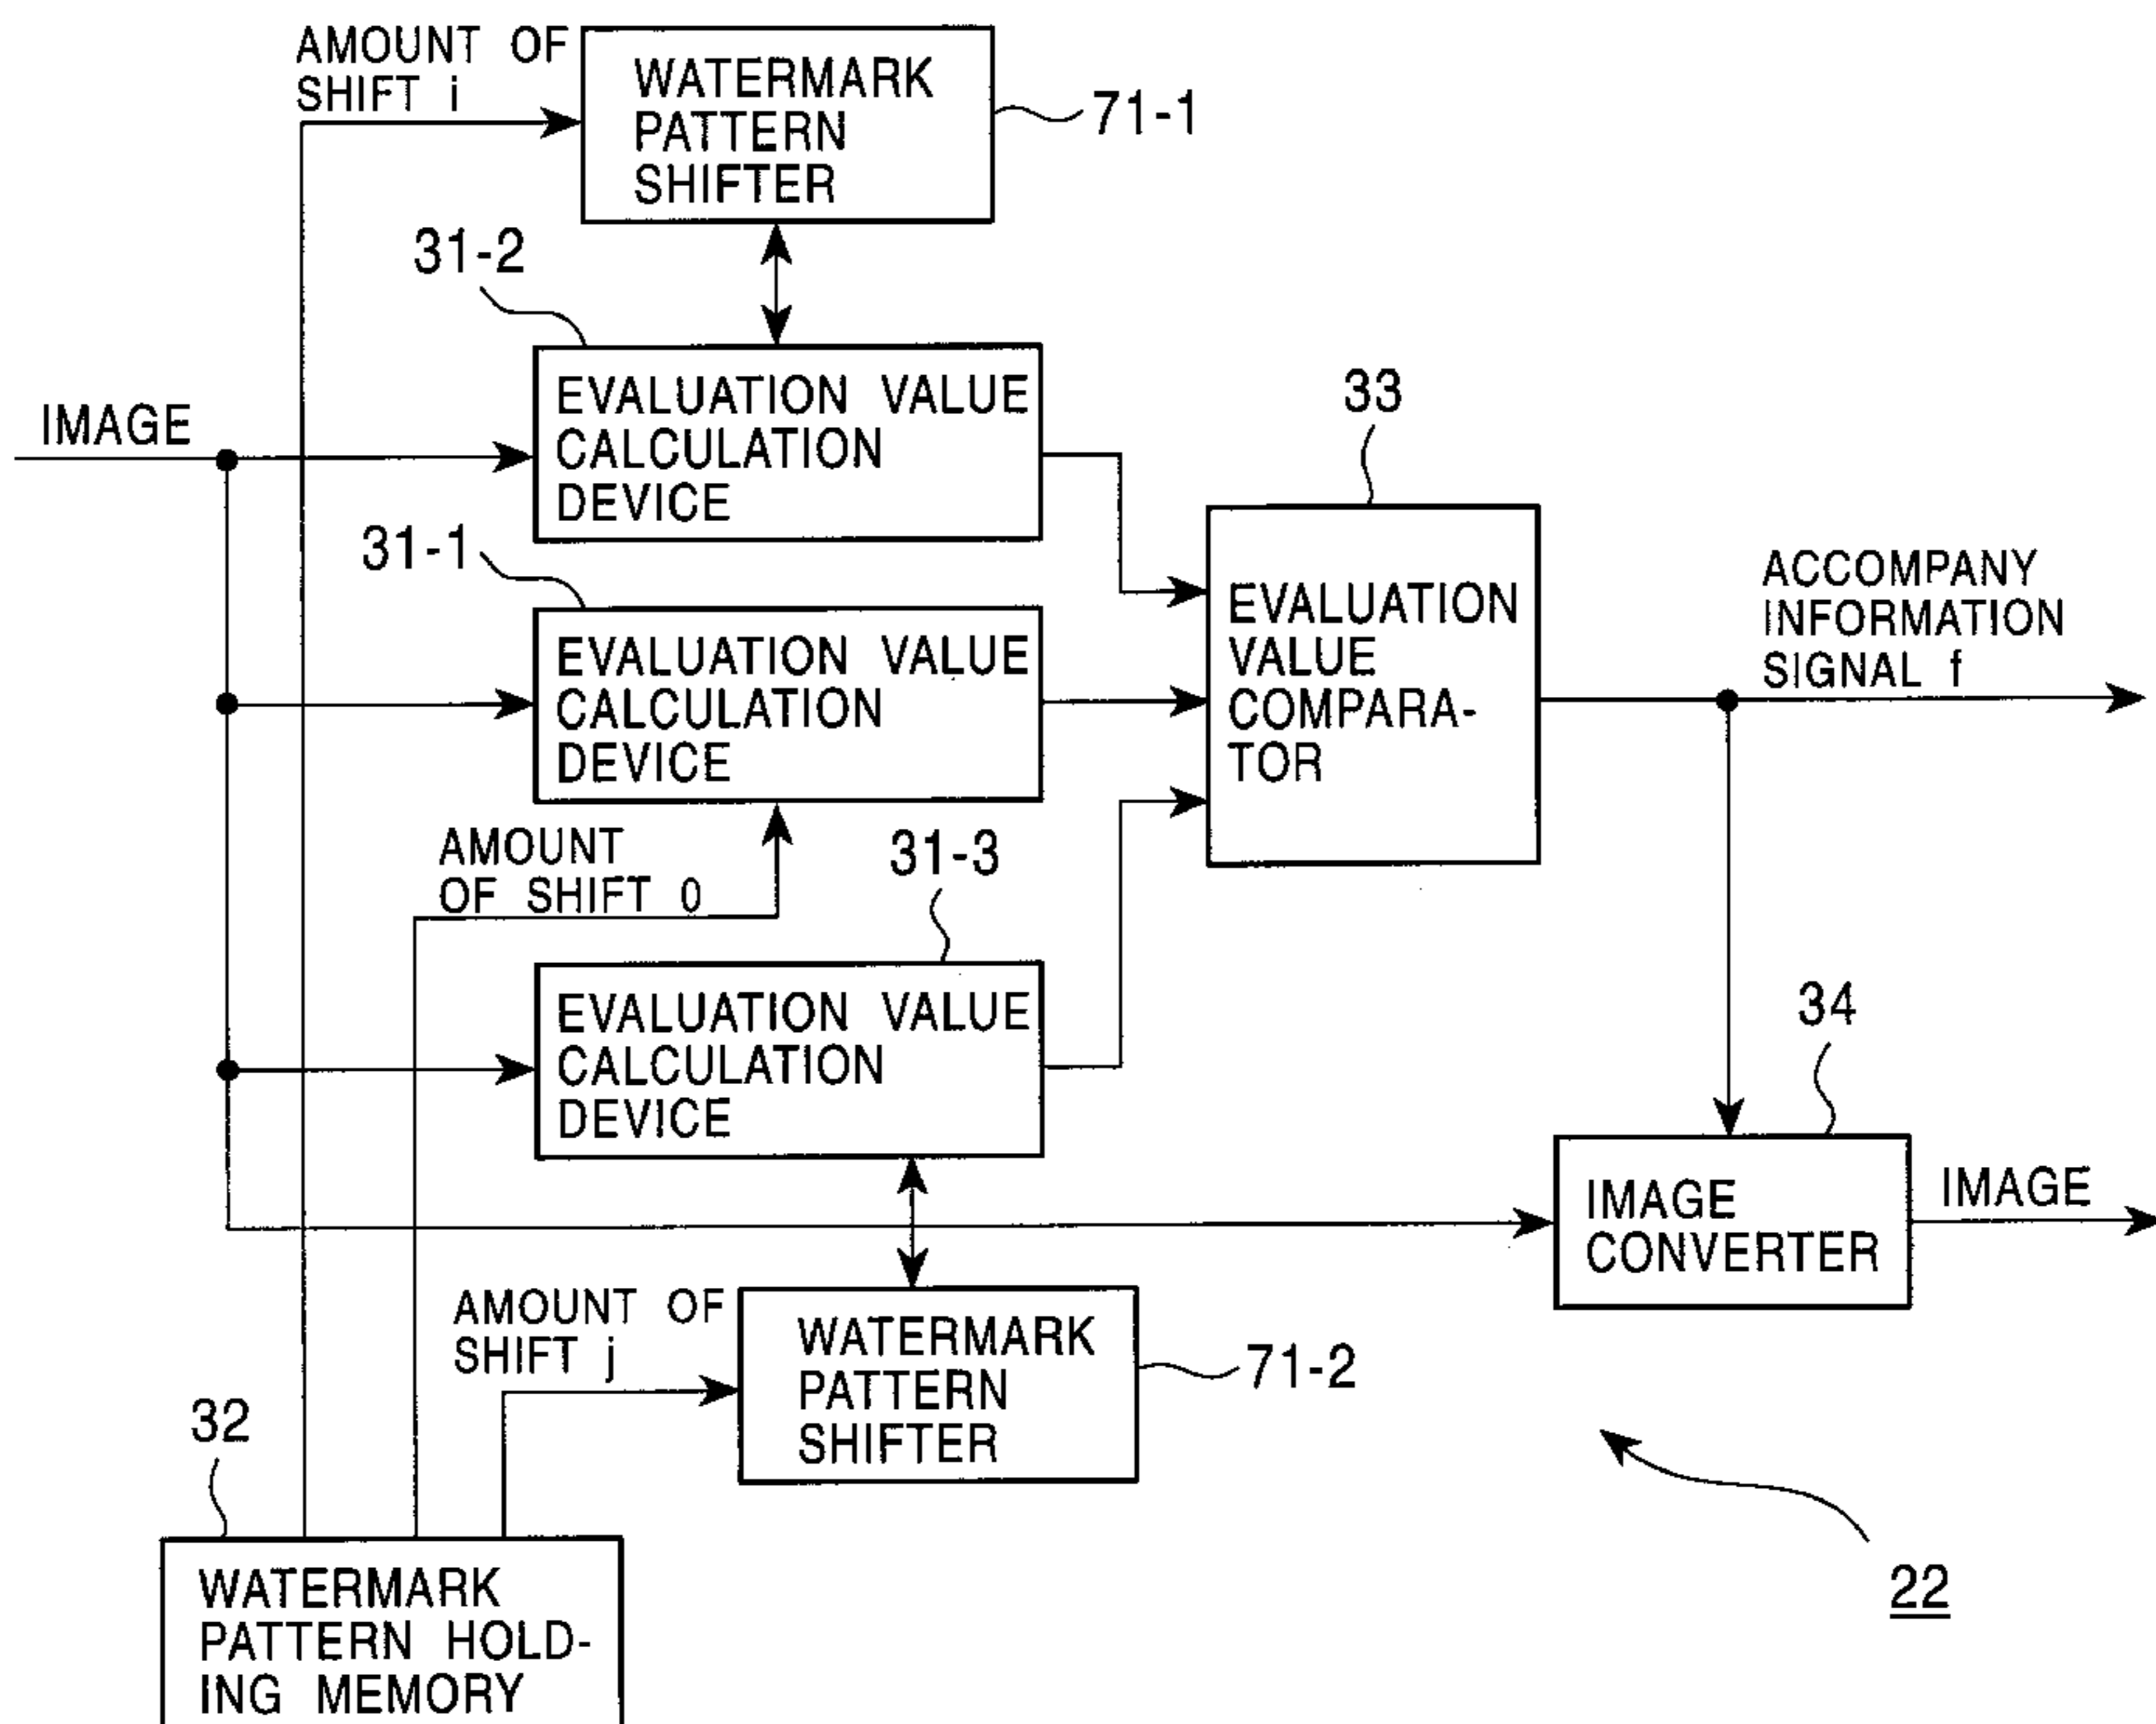 AMOUNT OF
SHIFT i
WATERMARK
PATTERN
SHIFTER
71-1
31-2
IMAGE
EVALUATION VALUE
CALCULATION
DEVICE
33
31-1
EVALUATION VALUE
CALCULATION
DEVICE
EVALUATION
VALUE
COMPARA-
TOR
ACCOMPANY
INFORMATION
SIGNAL f
AMOUNT
OF SHIFT 0
31-3
EVALUATION VALUE
CALCULATION
DEVICE
34
IMAGE
CONVERTER
IMAGE
AMOUNT OF
SHIFT j
WATERMARK
PATTERN
SHIFTER
71-2
32
WATERMARK
PATTERN HOLD-
ING MEMORY
22